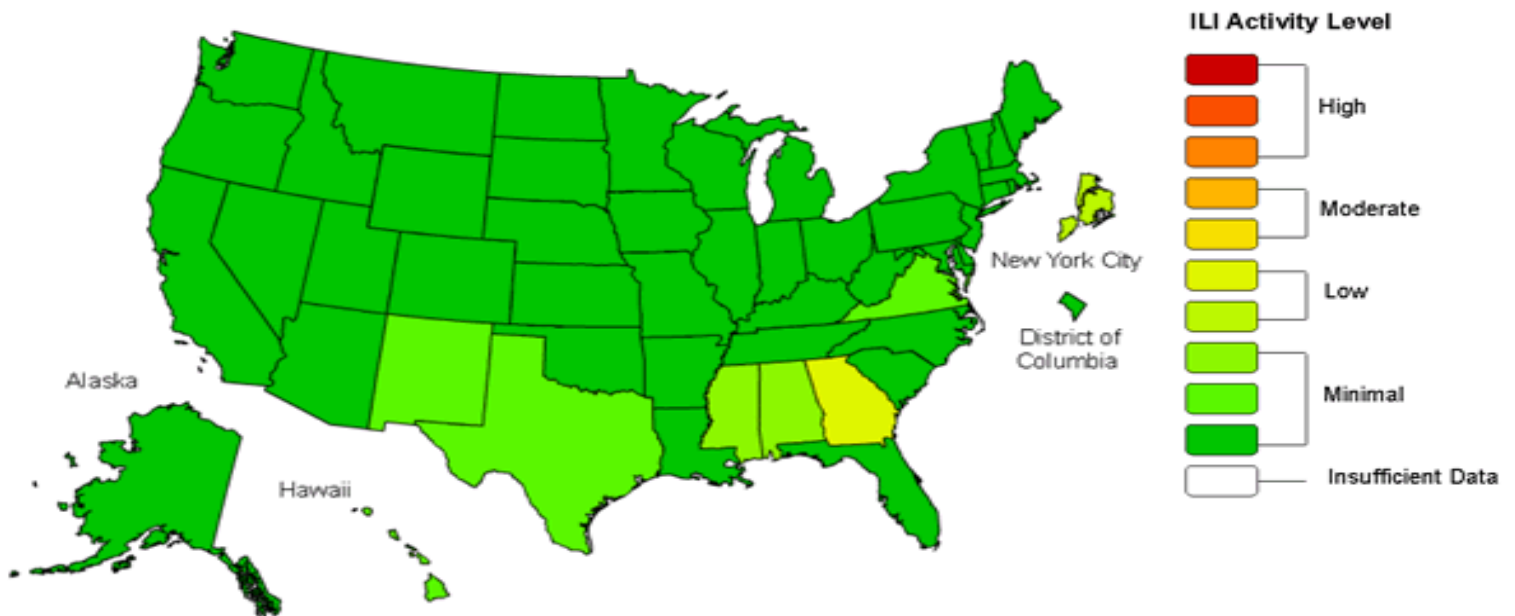 ILI Activity Level
High
Moderate
New York City
Low
District of
Columbia
Alaska
Minimal
Hawaii
Insufficient Data